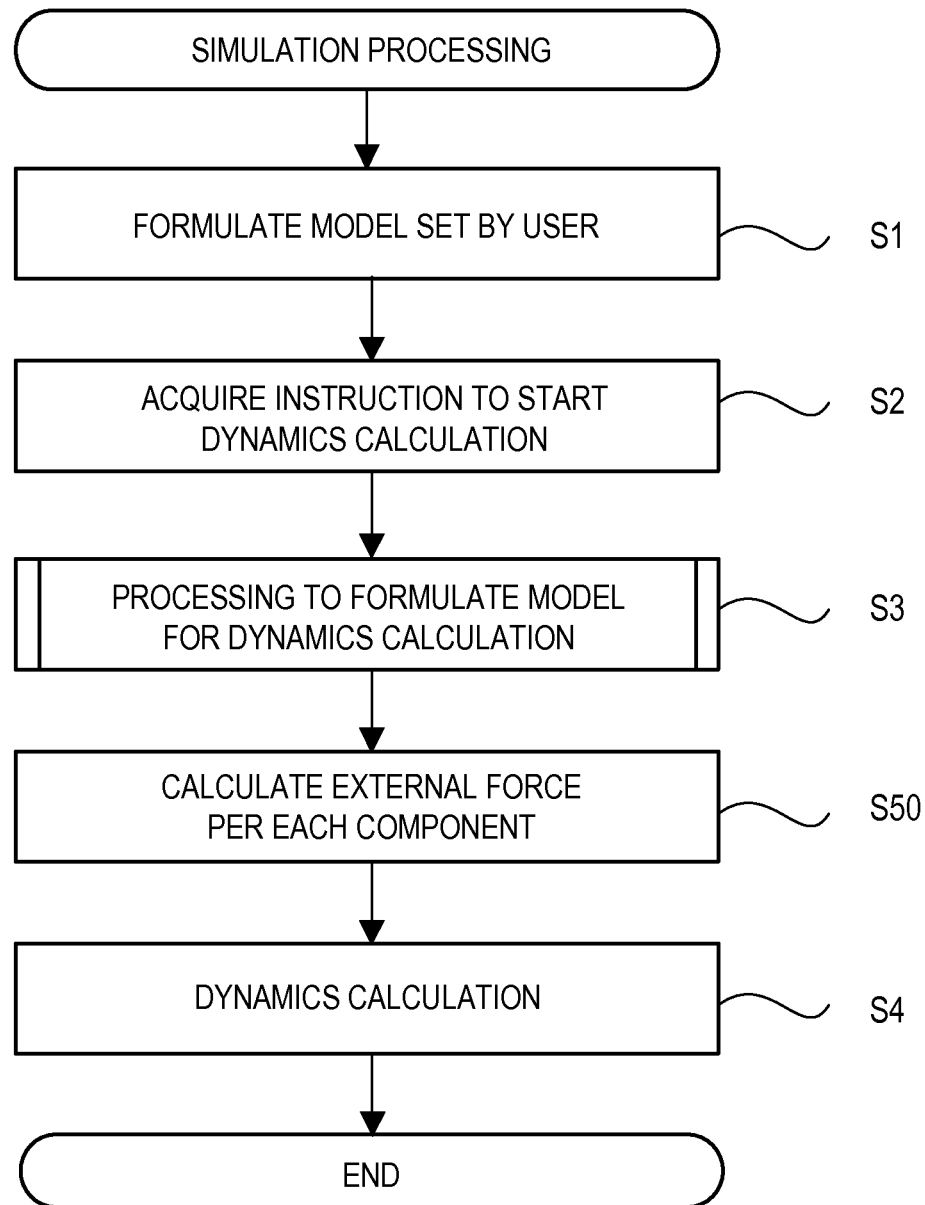 SIMULATION PROCESSING
FORMULATE MODEL SET BY USER
S1
ACQUIRE INSTRUCTION TO START
DYNAMICS CALCULATION
S2
PROCESSING TO FORMULATE MODEL
FOR DYNAMICS CALCULATION
S3
CALCULATE EXTERNAL FORCE
PER EACH COMPONENT
S50
DYNAMICS CALCULATION
S4
END